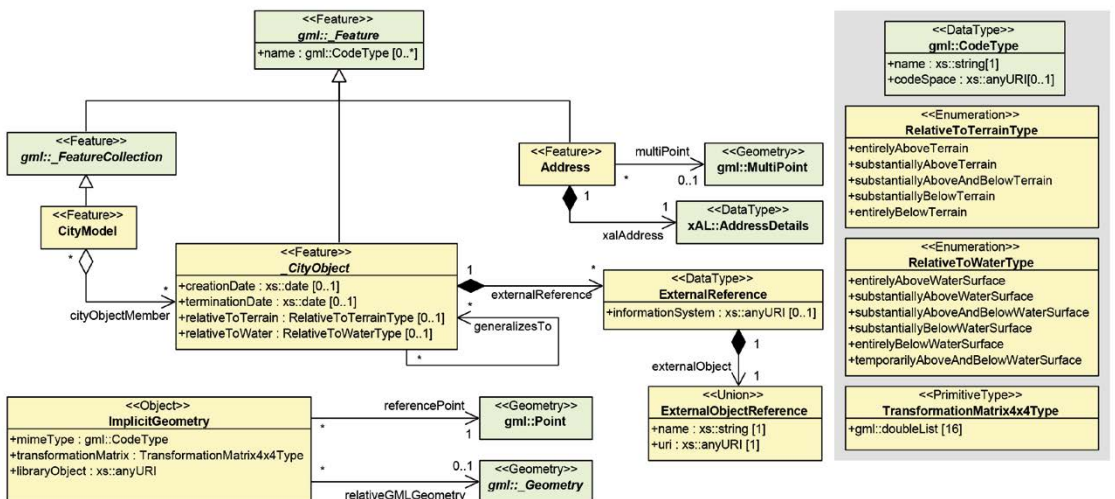 <<Feature>>
gml::_Feature
+name : gml::CodeType [0..*]
<<Feature>>
gml::_FeatureCollection
<<Feature>>
CityModel
*
*
cityObjectMember
<<Feature>>
Address
multiPoint
*
0..1
<<Geometry>>
gml::MultiPoint
1
1
xalAddress
<<DataType>>
xAL::AddressDetails
<<Feature>>
_CityObject
+creationDate : xs::date [0..1]
+terminationDate : xs::date [0..1]
+relativeToTerrain : RelativeToTerrainType [0..1]
+relativeToWater : RelativeToWaterType [0..1]
1
*
externalReference
*
generalizesTo
*
<<DataType>>
ExternalReference
+informationSystem : xs::anyURI [0..1]
1
externalObject
1
<<Union>>
ExternalObjectReference
+name : xs::string [1]
+uri : xs::anyURI [1]
<<Object>>
ImplicitGeometry
+mimeType : gml::CodeType
+transformationMatrix : TransformationMatrix4x4Type
+libraryObject : xs::anyURI
referencePoint
*
1
<<Geometry>>
gml::Point
*
0..1
relativeGMLGeometry
<<Geometry>>
gml::_Geometry
<<DataType>>
gml::CodeType
+name : xs::string[1]
+codeSpace : xs::anyURI[0..1]
<<Enumeration>>
RelativeToTerrainType
+entirelyAboveTerrain
+substantiallyAboveTerrain
+substantiallyAboveAndBelowTerrain
+substantiallyBelowTerrain
+entirelyBelowTerrain
<<Enumeration>>
RelativeToWaterType
+entirelyAboveWaterSurface
+substantiallyAboveWaterSurface
+substantiallyAboveAndBelowWaterSurface
+substantiallyBelowWaterSurface
+entirelyBelowWaterSurface
+temporarilyAboveAndBelowWaterSurface
<<PrimitiveType>>
TransformationMatrix4x4Type
+gml::doubleList [16]